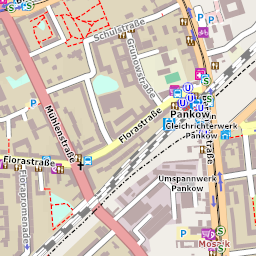 Schulstraße
Grunowstraße
Mühlenstraße
Florastraße
Pankow
Gleichrichterwerk
Pankow
Florastraße
Florapromenade
Umspannwerk
Pankow